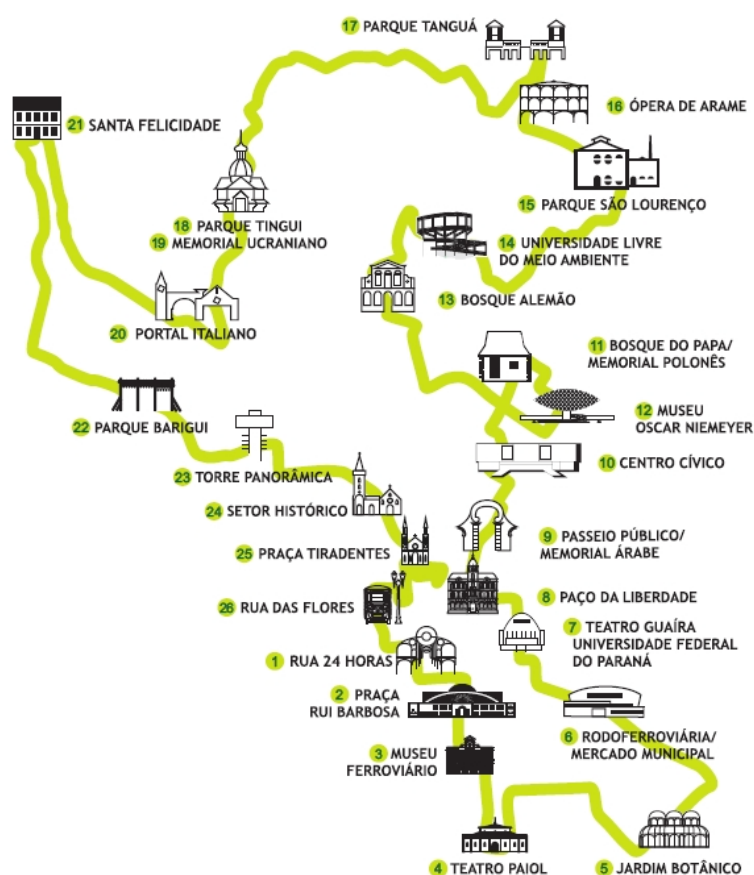 17 PARQUE TANGUÁ
16 ÓPERA DE ARAME
21 SANTA FELICIDADE
15 PARQUE SÃO LOURENÇO
18 PARQUE TINGUI
19 MEMORIAL UCRANIANO
14 UNIVERSIDADE LIVRE
DO MEIO AMBIENTE
13 BOSQUE ALEMÃO
20 PORTAL ITALIANO
11 BOSQUE DO PAPA/
MEMORIAL POLONÊS
12 MUSEU
OSCAR NIEMEYER
22 PARQUE BARIGUI
10 CENTRO CÍVICO
23 TORRE PANORÂMICA
24 SETOR HISTÓRICO
9 PASSEIO PÚBLICO/
MEMORIAL ÁRABE
25 PRAÇA TIRADENTES
8 PAÇO DA LIBERDADE
26 RUA DAS FLORES
7 TEATRO GUAÍRA
UNIVERSIDADE FEDERAL
DO PARANÁ
1 RUA 24 HORAS
2 PRAÇA
RUI BARBOSA
6 RODOFERROVIÁRIA/
MERCADO MUNICIPAL
3 MUSEU
FERROVIÁRIO
4 TEATRO PAIOL
5 JARDIM BOTÂNICO